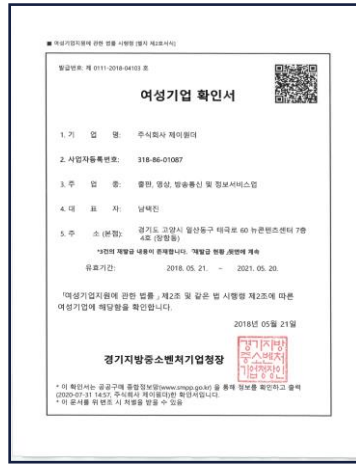 ■ 여성기업지원에 관한 법률 시행령 [별지 제2호서식]
발급번호: 제 0111-2018-04103 호
여성기업 확인서
1. 기 업 명: 주식회사 제이원더
2. 사업자등록번호: 318-86-01087
3. 주 업 종: 출판, 영상, 방송통신 및 정보서비스업
4. 대 표 자: 남택진
5. 주 소 (본점): 경기도 고양시 일산동구 태극로 60 뉴콘텐츠센터 7층
4호 (장항동)
*3건의 재발급 내용이 존재합니다. 「재발급 현황」뒷면에 계속
유효기간: 2018. 05. 21. ~ 2021. 05. 20.
「여성기업지원에 관한 법률」제2조 및 같은 법 시행령 제2조에 따른
여성기업에 해당함을 확인합니다.
2018년 05월 21일
경기지방중소벤처기업청장
경기지방
중소벤처
기업청장인
* 이 확인서는 공공구매 종합정보망(www.smpp.go.kr) 을 통해 정보를 확인하고 출력
(2020-07-31 14:57, 주식회사 제이원더)한 확인서입니다.
* 이 문서를 위·변조 시 처벌을 받을 수 있음